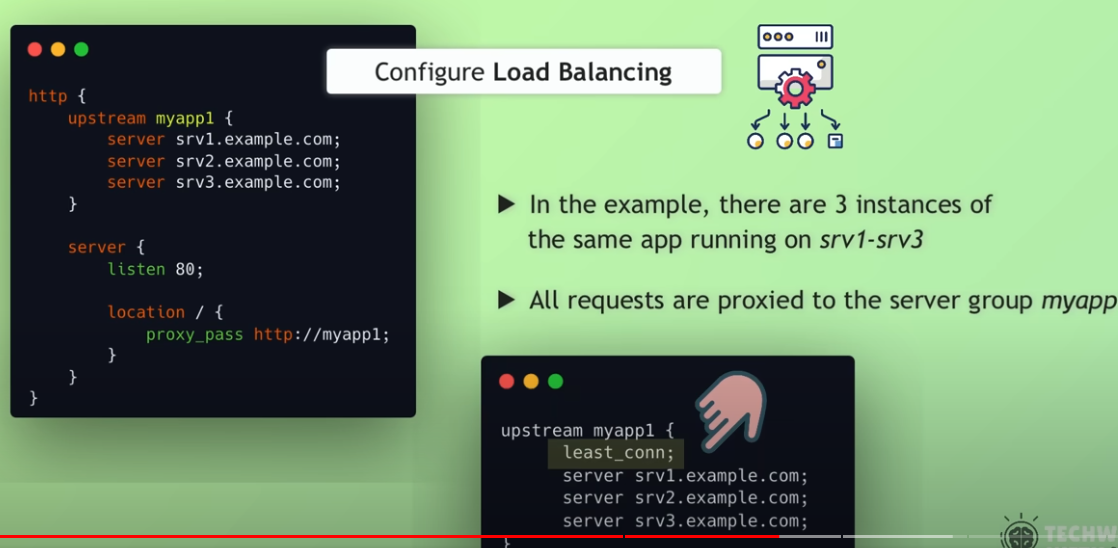 Configure Load Balancing
http {
upstream myapp1 {
server srv1.example.com;
server srv2.example.com;
server srv3.example.com;
}
server {
listen 80;
location / {
proxy_pass http://myapp1;
}
}
}
▶ In the example, there are 3 instances of
the same app running on srv1-srv3
▶ All requests are proxied to the server group myapp
upstream myapp1 {
least_conn;
server srv1.example.com;
server srv2.example.com;
server srv3.example.com;
}
TECHW